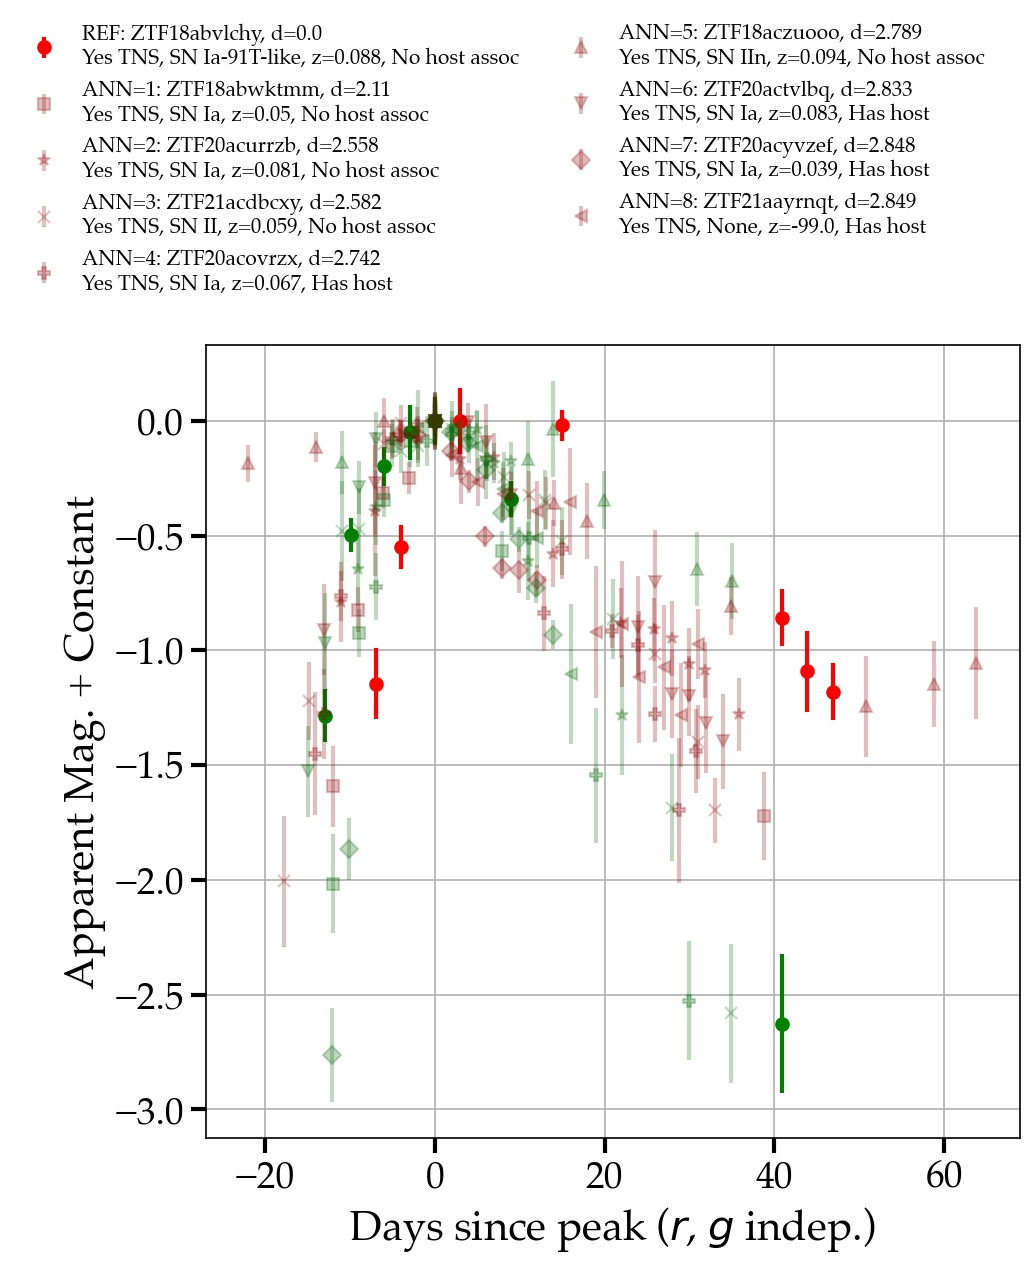 REF: ZTF18abvlchy, d=0.0
Yes TNS, SN Ia-91T-like, z=0.088, No host assoc
ANN=1: ZTF18abwktmm, d=2.11
Yes TNS, SN Ia, z=0.05, No host assoc
ANN=2: ZTF20acurrzb, d=2.558
Yes TNS, SN Ia, z=0.081, No host assoc
ANN=3: ZTF21acdbcxy, d=2.582
Yes TNS, SN II, z=0.059, No host assoc
ANN=4: ZTF20acovrzx, d=2.742
Yes TNS, SN Ia, z=0.067, Has host
ANN=5: ZTF18aczuooo, d=2.789
Yes TNS, SN IIn, z=0.094, No host assoc
ANN=6: ZTF20actvlbq, d=2.833
Yes TNS, SN Ia, z=0.083, Has host
ANN=7: ZTF20acyvzef, d=2.848
Yes TNS, SN Ia, z=0.039, Has host
ANN=8: ZTF21aayrnqt, d=2.849
Yes TNS, None, z=-99.0, Has host
Apparent Mag. + Constant
0.0
−0.5
−1.0
−1.5
−2.0
−2.5
−3.0
−20 0 20 40 60
Days since peak (r, g indep.)